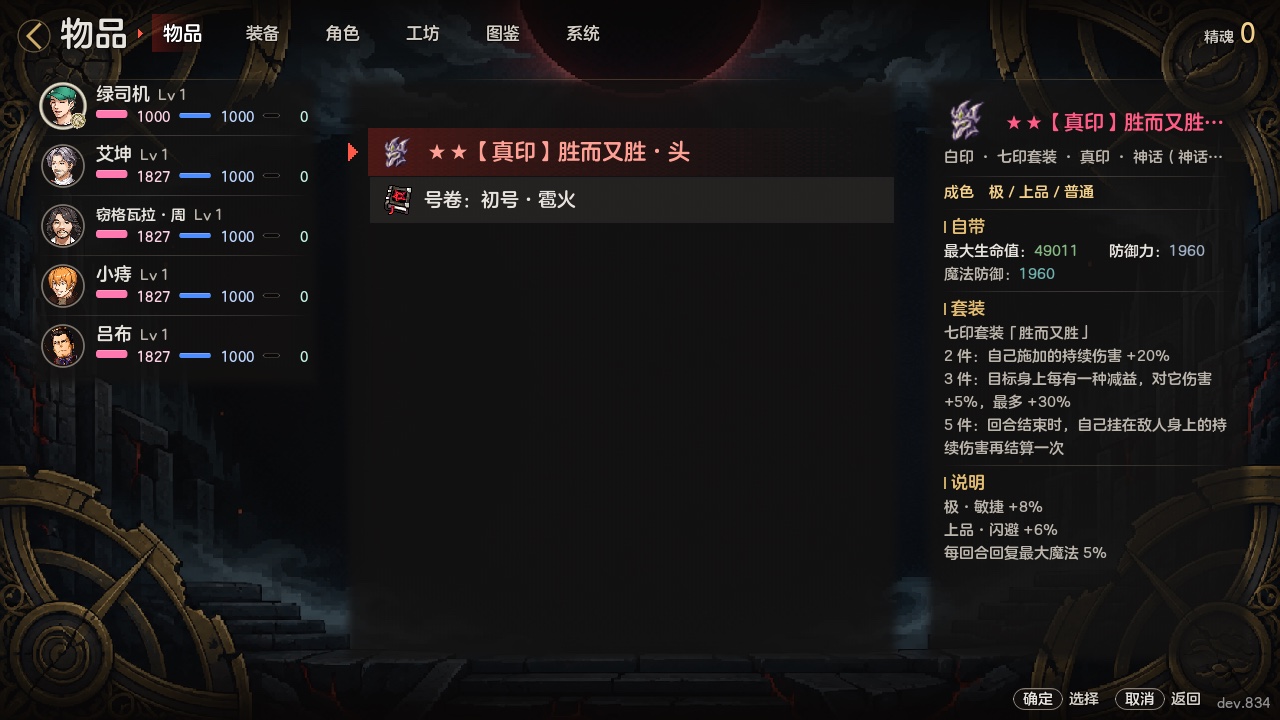 物品
物品 装备 角色 工坊 图鉴 系统
精魂 0
绿司机 Lv 1
1000 1000 0
艾坤 Lv 1
1827 1000 0
窃格瓦拉·周 Lv 1
1827 1000 0
小痔 Lv 1
1827 1000 0
吕布 Lv 1
1827 1000 0
★★【真印】胜而又胜·头
号卷：初号·雹火
★★【真印】胜而又胜…
白印 · 七印套装 · 真印 · 神话（神话…
成色 极 / 上品 / 普通
自带
最大生命值：49011 防御力：1960
魔法防御：1960
套装
七印套装「胜而又胜」
2 件：自己施加的持续伤害 +20%
3 件：目标身上每有一种减益，对它伤害
+5%，最多 +30%
5 件：回合结束时，自己挂在敌人身上的持
续伤害再结算一次
说明
极·敏捷 +8%
上品·闪避 +6%
每回合回复最大魔法 5%
确定 选择 取消 返回 dev.834